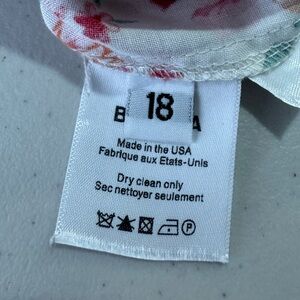 18
Made in the USA
Fabrique aux Etats-Unis
Dry clean only
Sec nettoyer seulement
P